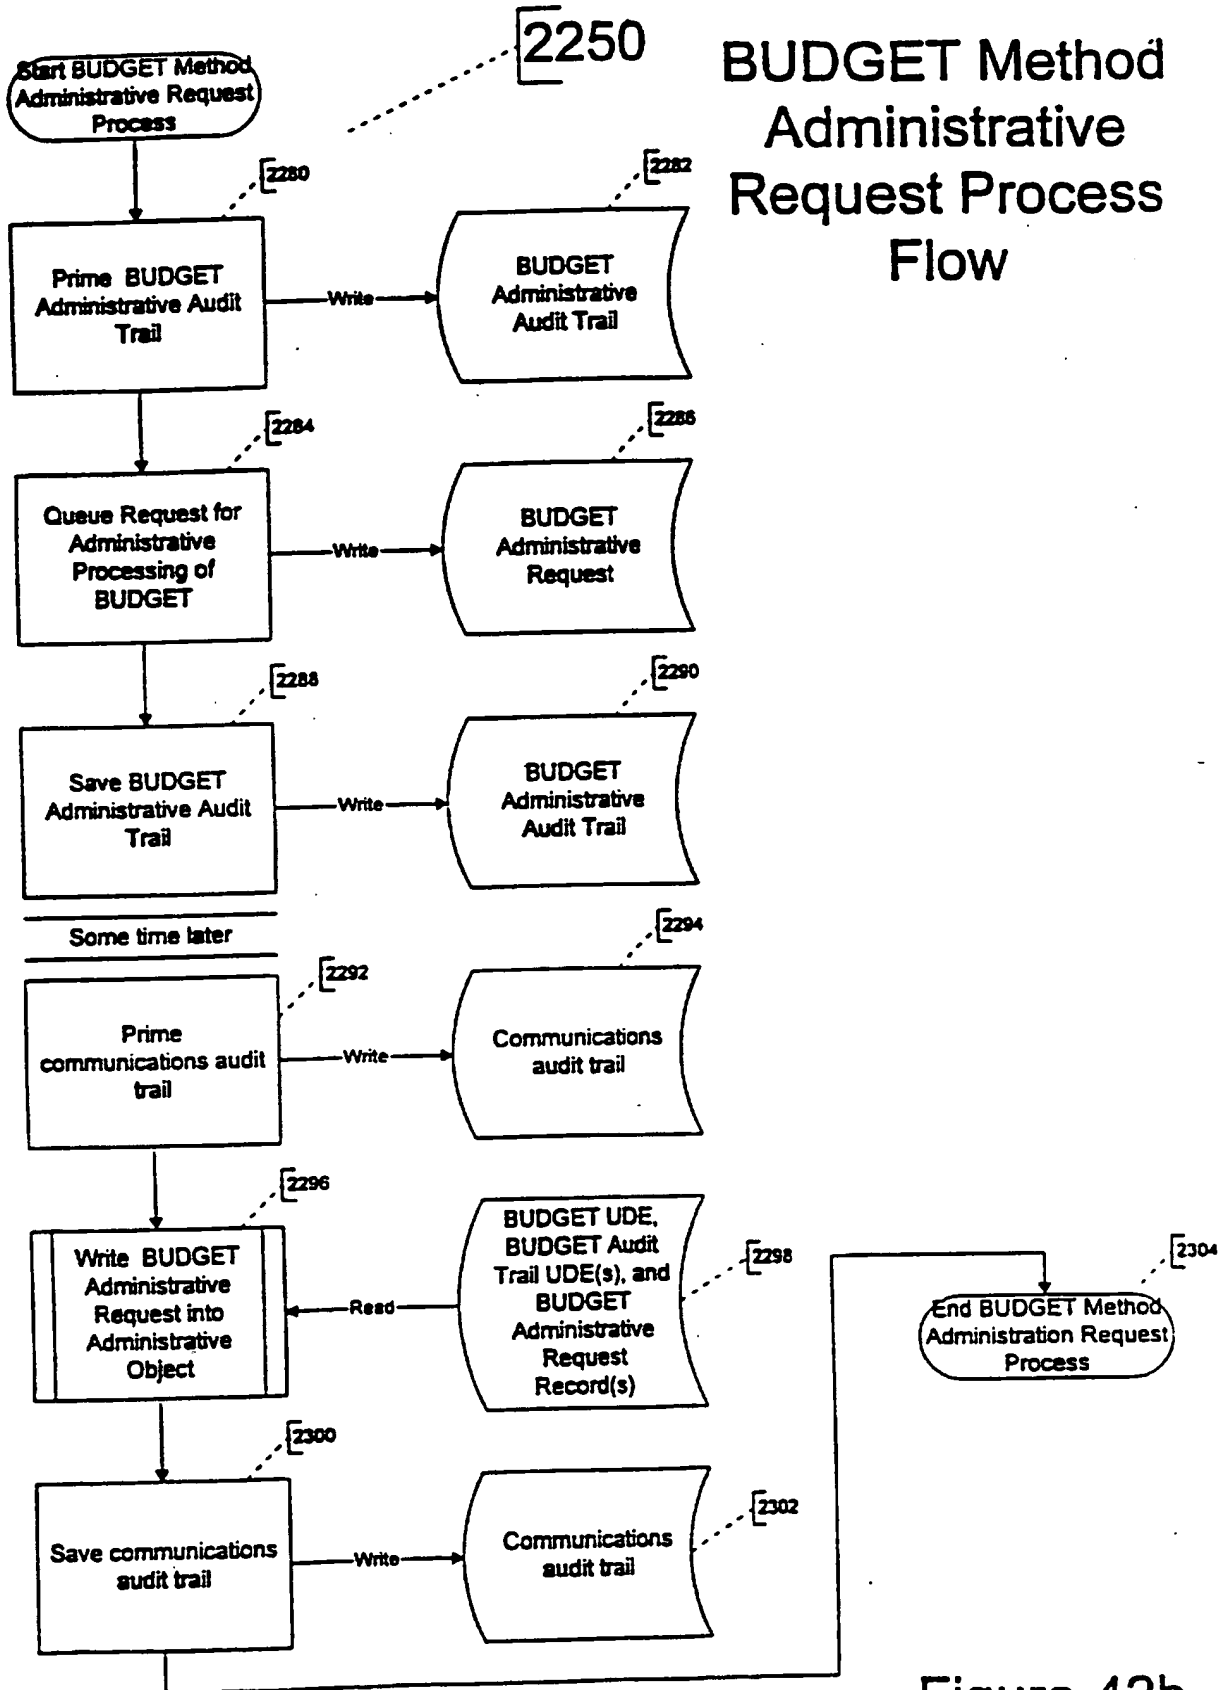 2250
BUDGET Method
Administrative
Request Process
Flow
Start BUDGET Method
Administrative Request
Process
2280
2282
Prime BUDGET
Administrative Audit
Trail
Write
BUDGET
Administrative
Audit Trail
2284
2286
Queue Request for
Administrative
Processing of
BUDGET
Write
BUDGET
Administrative
Request
2288
2290
Save BUDGET
Administrative Audit
Trail
Write
BUDGET
Administrative
Audit Trail
Some time later
2292
2294
Prime
communications audit
trail
Write
Communications
audit trail
2296
2298
Write BUDGET
Administrative
Request into
Administrative
Object
Read
BUDGET UDE,
BUDGET Audit
Trail UDE(s), and
BUDGET
Administrative
Request
Record(s)
2304
End BUDGET Method
Administration Request
Process
2300
2302
Save communications
audit trail
Write
Communications
audit trail
Figure 42b